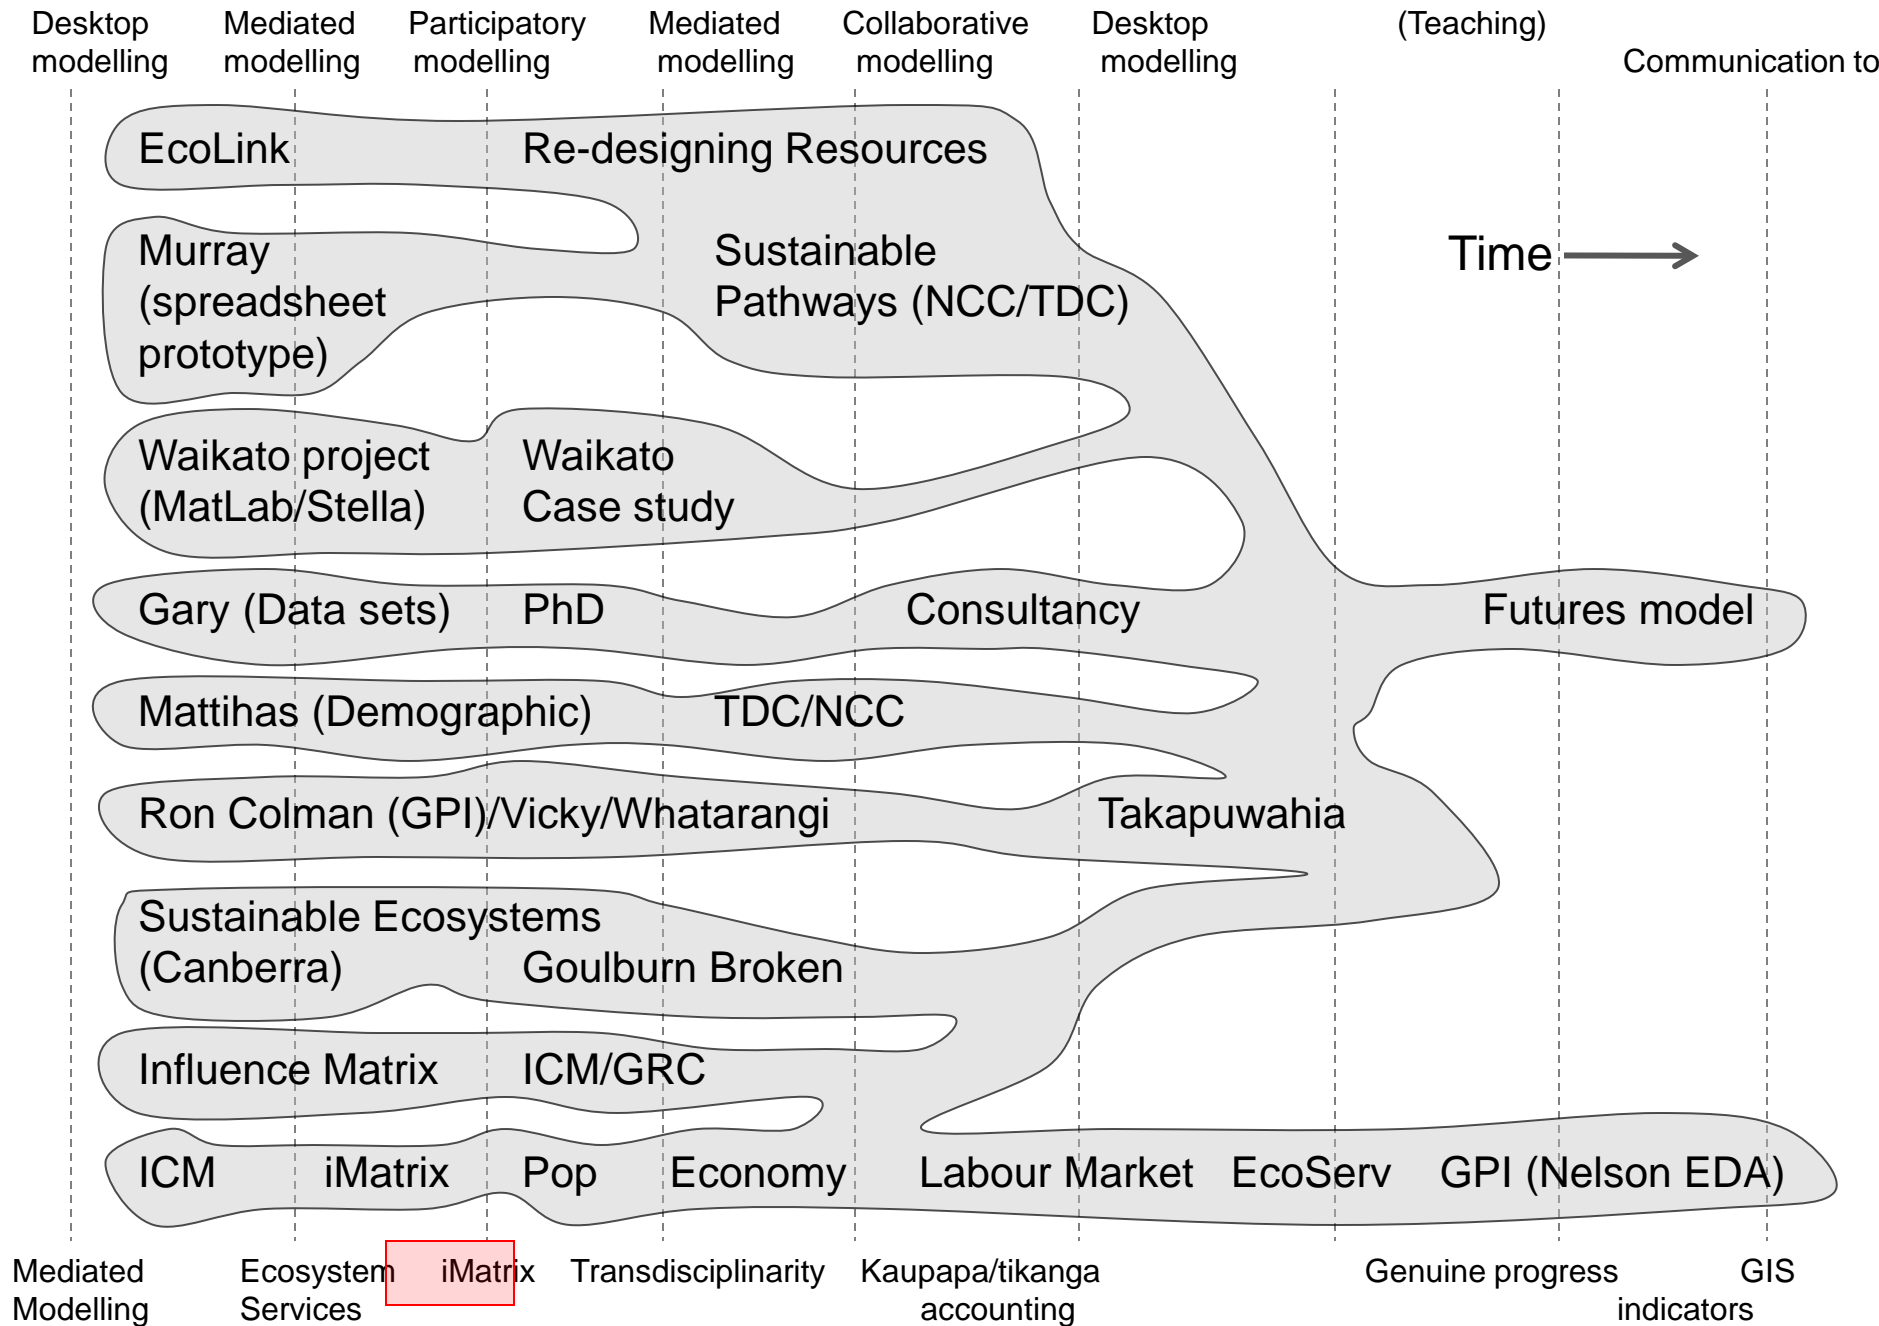 Desktop modelling
Mediated modelling
Participatory modelling
Mediated modelling
Collaborative modelling
Desktop modelling
(Teaching)
Communication to
EcoLink
Re-designing Resources
Murray
(spreadsheet
prototype)
Sustainable
Pathways (NCC/TDC)
Time
Waikato project
(MatLab/Stella)
Waikato
Case study
Gary (Data sets)
PhD
Consultancy
Futures model
Mattihas (Demographic)
TDC/NCC
Ron Colman (GPI)/Vicky/Whatarangi
Takapuwahia
Sustainable Ecosystems
(Canberra)
Goulburn Broken
Influence Matrix
ICM/GRC
ICM
iMatrix
Pop
Economy
Labour Market
EcoServ
GPI (Nelson EDA)
Mediated
Modelling
Ecosystem
Services
iMatrix
Transdisciplinarity
Kaupapa/tikanga
accounting
Genuine progress
indicators
GIS